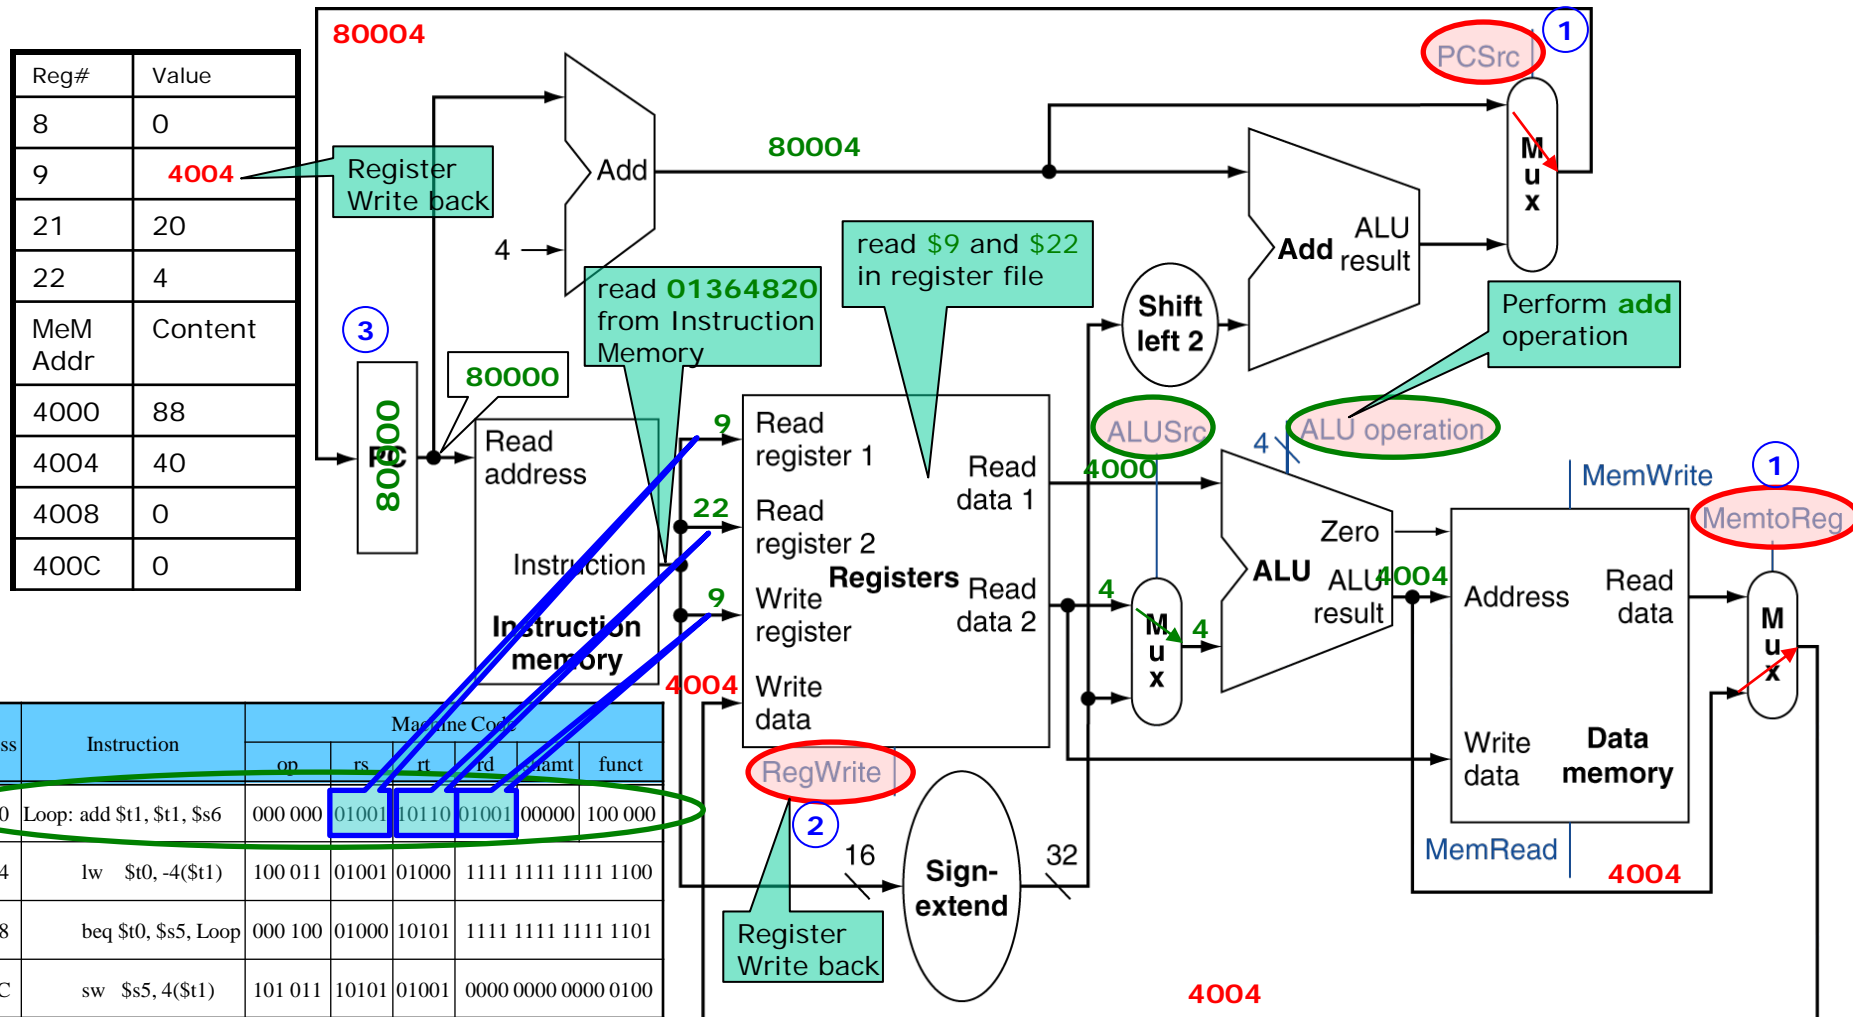 80004
1
PCSrc
Reg# Value
8 0
9 4004
21 20
22 4
MeM
Addr
Content
4000 88
4004 40
4008 0
400C 0
Register
Write back
Add
4
80004
M
u
x
read $9 and $22
in register file
Add
ALU
result
Shift
left 2
Perform add
operation
read 01364820
from Instruction
Memory
3
80000
PC
80000
Read
address
Instruction
Instruction
memory
9
22
9
4004
Read
register 1
Read
register 2
Write
register
Write
data
Registers
Read
data 1
Read
data 2
4000
4
ALUSrc
M
u
x
4
4
ALU operation
ALU
Zero
ALU
result
4004
MemWrite
1
MemtoReg
Address
Read
data
Write
data
Data
memory
M
u
x
MemRead
4004
RegWrite
2
16
Sign-
extend
32
Register
Write back
4004
ss Instruction Machine Code
op rs rt rd shamt funct
0 Loop: add $t1, $t1, $s6 000 000 01001 10110 01001 00000 100 000
4 lw $t0, -4($t1) 100 011 01001 01000 1111 1111 1111 1100
8 beq $t0, $s5, Loop 000 100 01000 10101 1111 1111 1111 1101
C sw $s5, 4($t1) 101 011 10101 01001 0000 0000 0000 0100